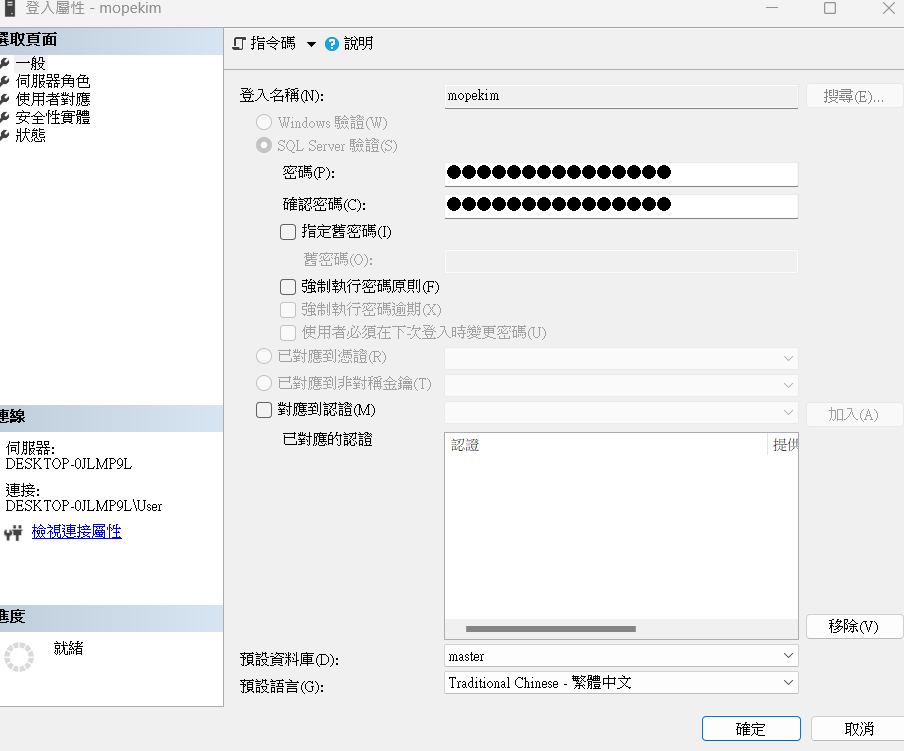 登入屬性 - mopekim
選取頁面
一般
伺服器角色
使用者對應
安全性實體
狀態
連線
伺服器:
DESKTOP-0JLMP9L
連接:
DESKTOP-0JLMP9L\User
檢視連接屬性
進度
就緒
指令碼 說明
登入名稱(N): mopekim 搜尋(E)...
Windows 驗證(W)
SQL Server 驗證(S)
密碼(P): ●●●●●●●●●●●●●●●
確認密碼(C): ●●●●●●●●●●●●●●●
指定舊密碼(I)
舊密碼(O):
強制執行密碼原則(F)
強制執行密碼逾期(X)
使用者必須在下次登入時變更密碼(U)
已對應到憑證(R)
已對應到非對稱金鑰(T)
對應到認證(M) 加入(A)
已對應的認證 認證 提供
移除(V)
預設資料庫(D): master
預設語言(G): Traditional Chinese - 繁體中文
確定 取消